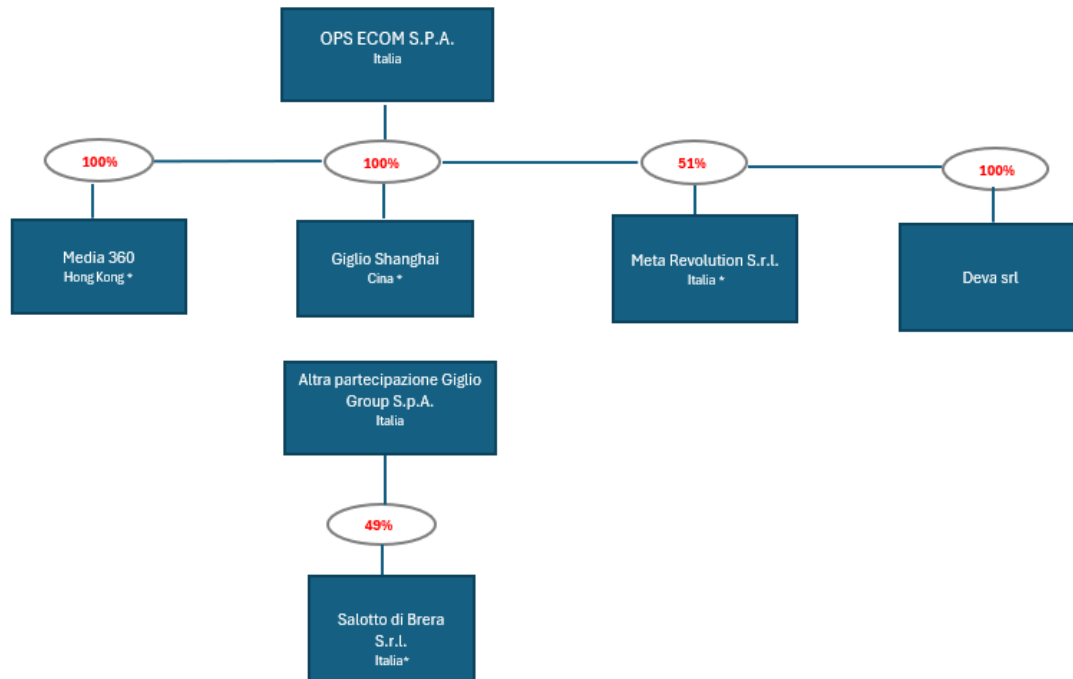 OPS ECOM S.P.A.
Italia
100%
100%
51%
100%
Media 360
Hong Kong *
Giglio Shanghai
Cina *
Meta Revolution S.r.l.
Italia *
Deva srl
Altra partecipazione Giglio
Group S.p.A.
Italia
49%
Salotto di Brera
S.r.l.
Italia*